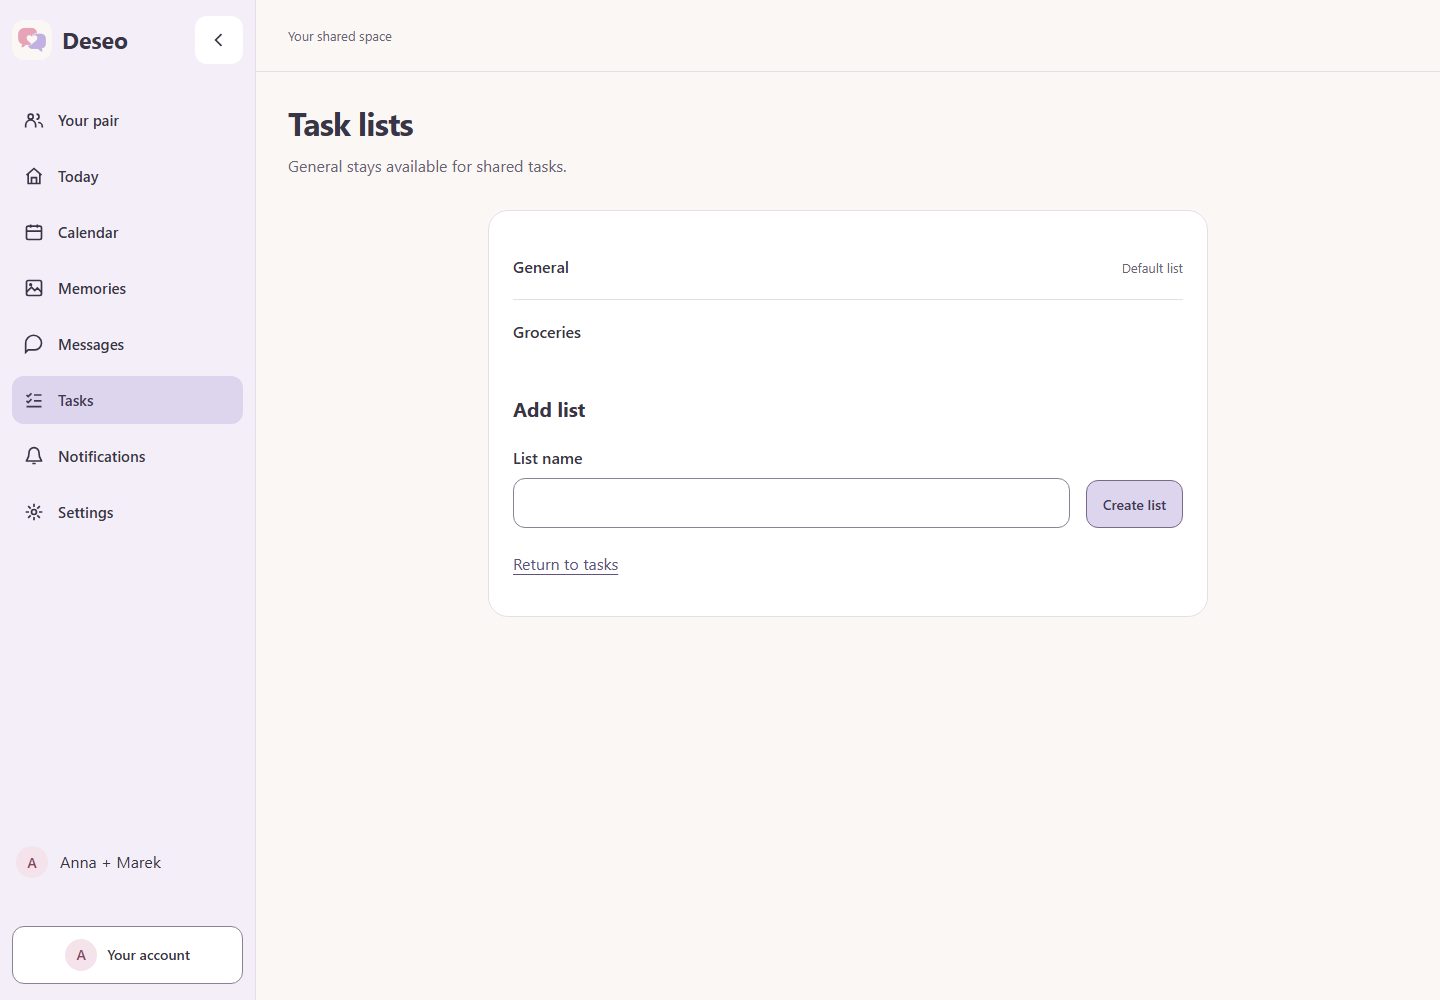 Deseo
Your shared space
Your pair
Today
Calendar
Memories
Messages
Tasks
Notifications
Settings
A Anna + Marek
A Your account
Task lists
General stays available for shared tasks.
General Default list
Groceries
Add list
List name
Create list
Return to tasks